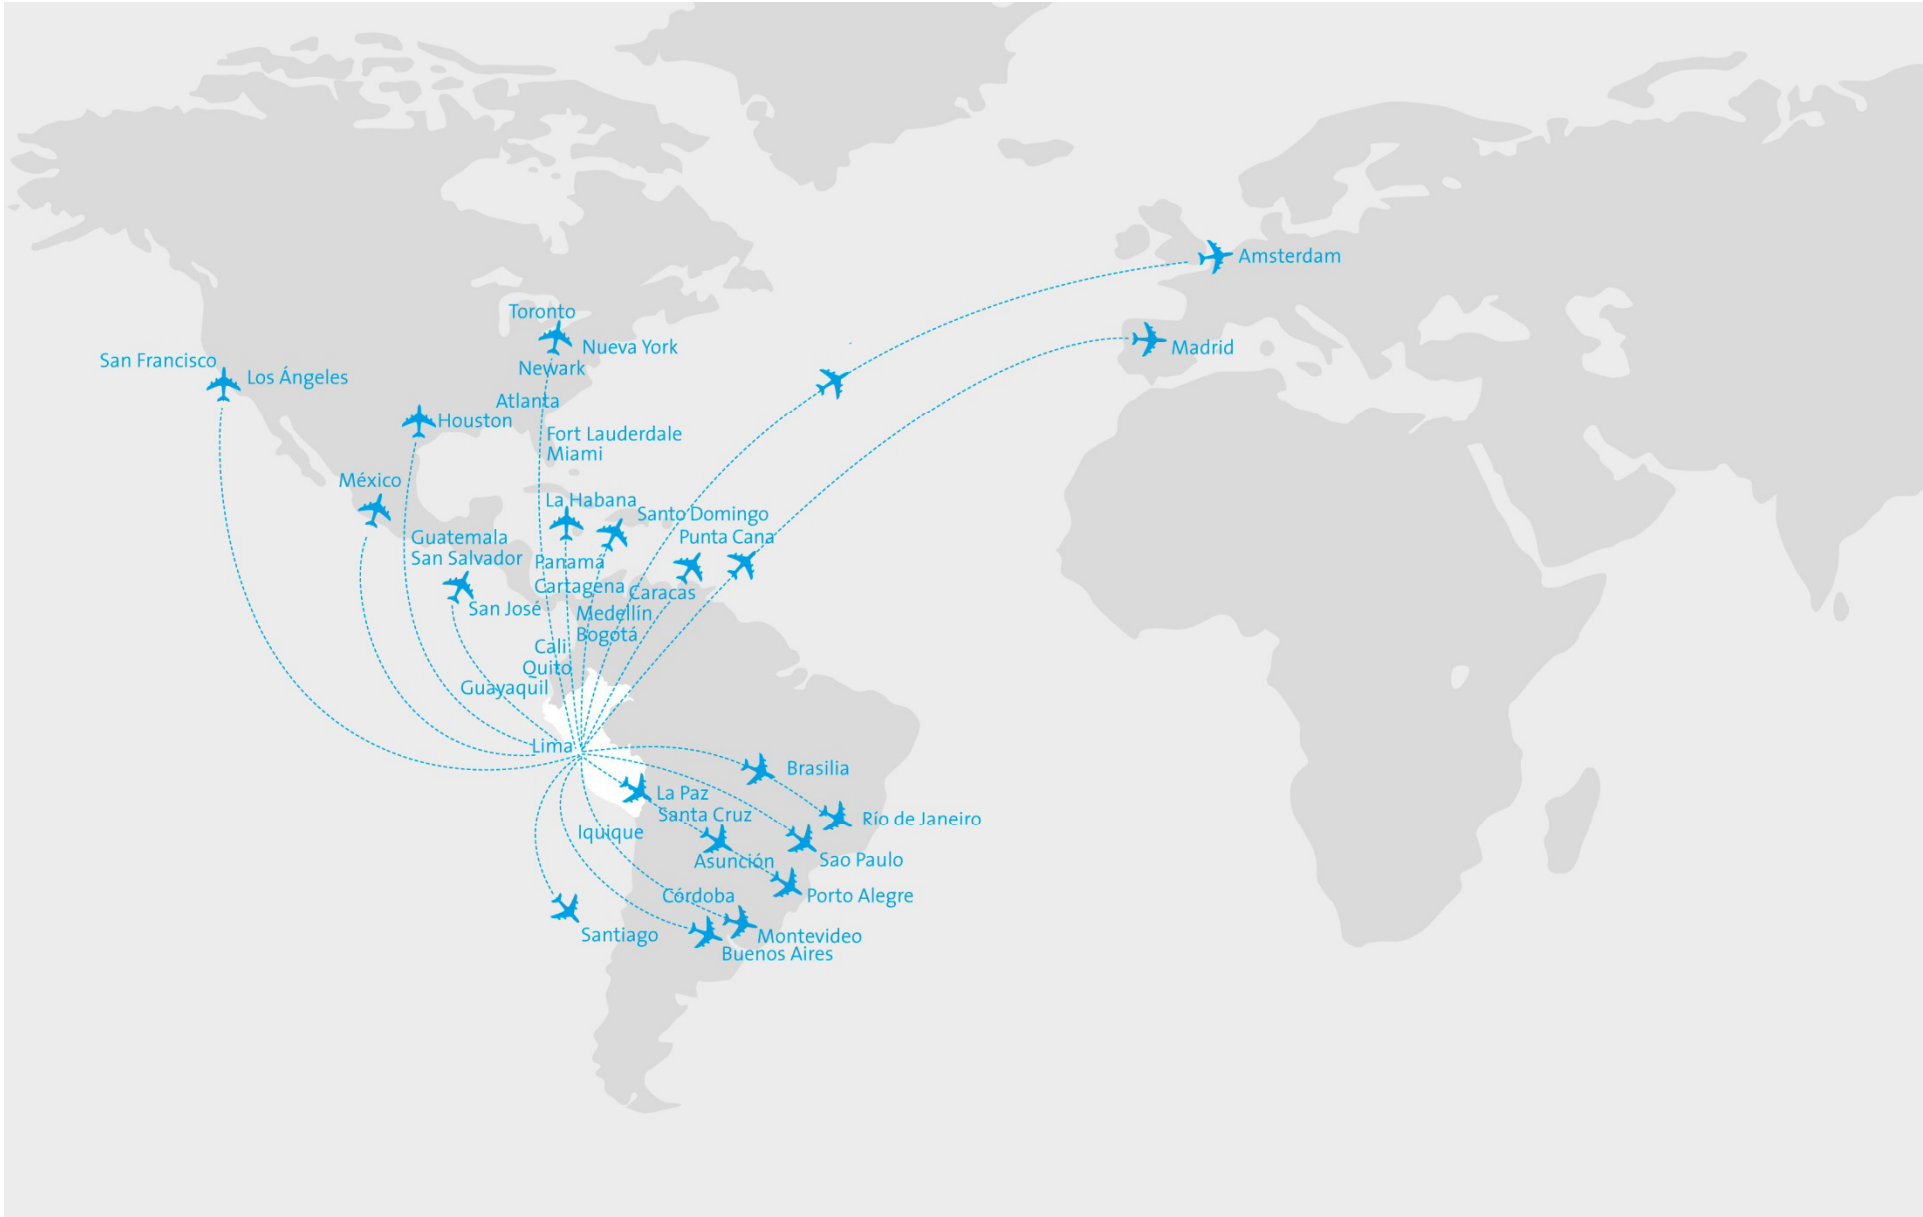 Amsterdam
Toronto
Nueva York
Madrid
San Francisco
Newark
Los Ángeles
Atlanta
Houston
Fort Lauderdale
Miami
México
La Habana
Santo Domingo
Guatemala
Punta Cana
San Salvador
Panamá
Cartagena
Caracas
San José
Medellín
Bogotá
Cali
Quito
Guayaquil
Lima
Brasilia
La Paz
Santa Cruz
Río de Janeiro
Iquique
Asunción
Sao Paulo
Córdoba
Porto Alegre
Santiago
Montevideo
Buenos Aires